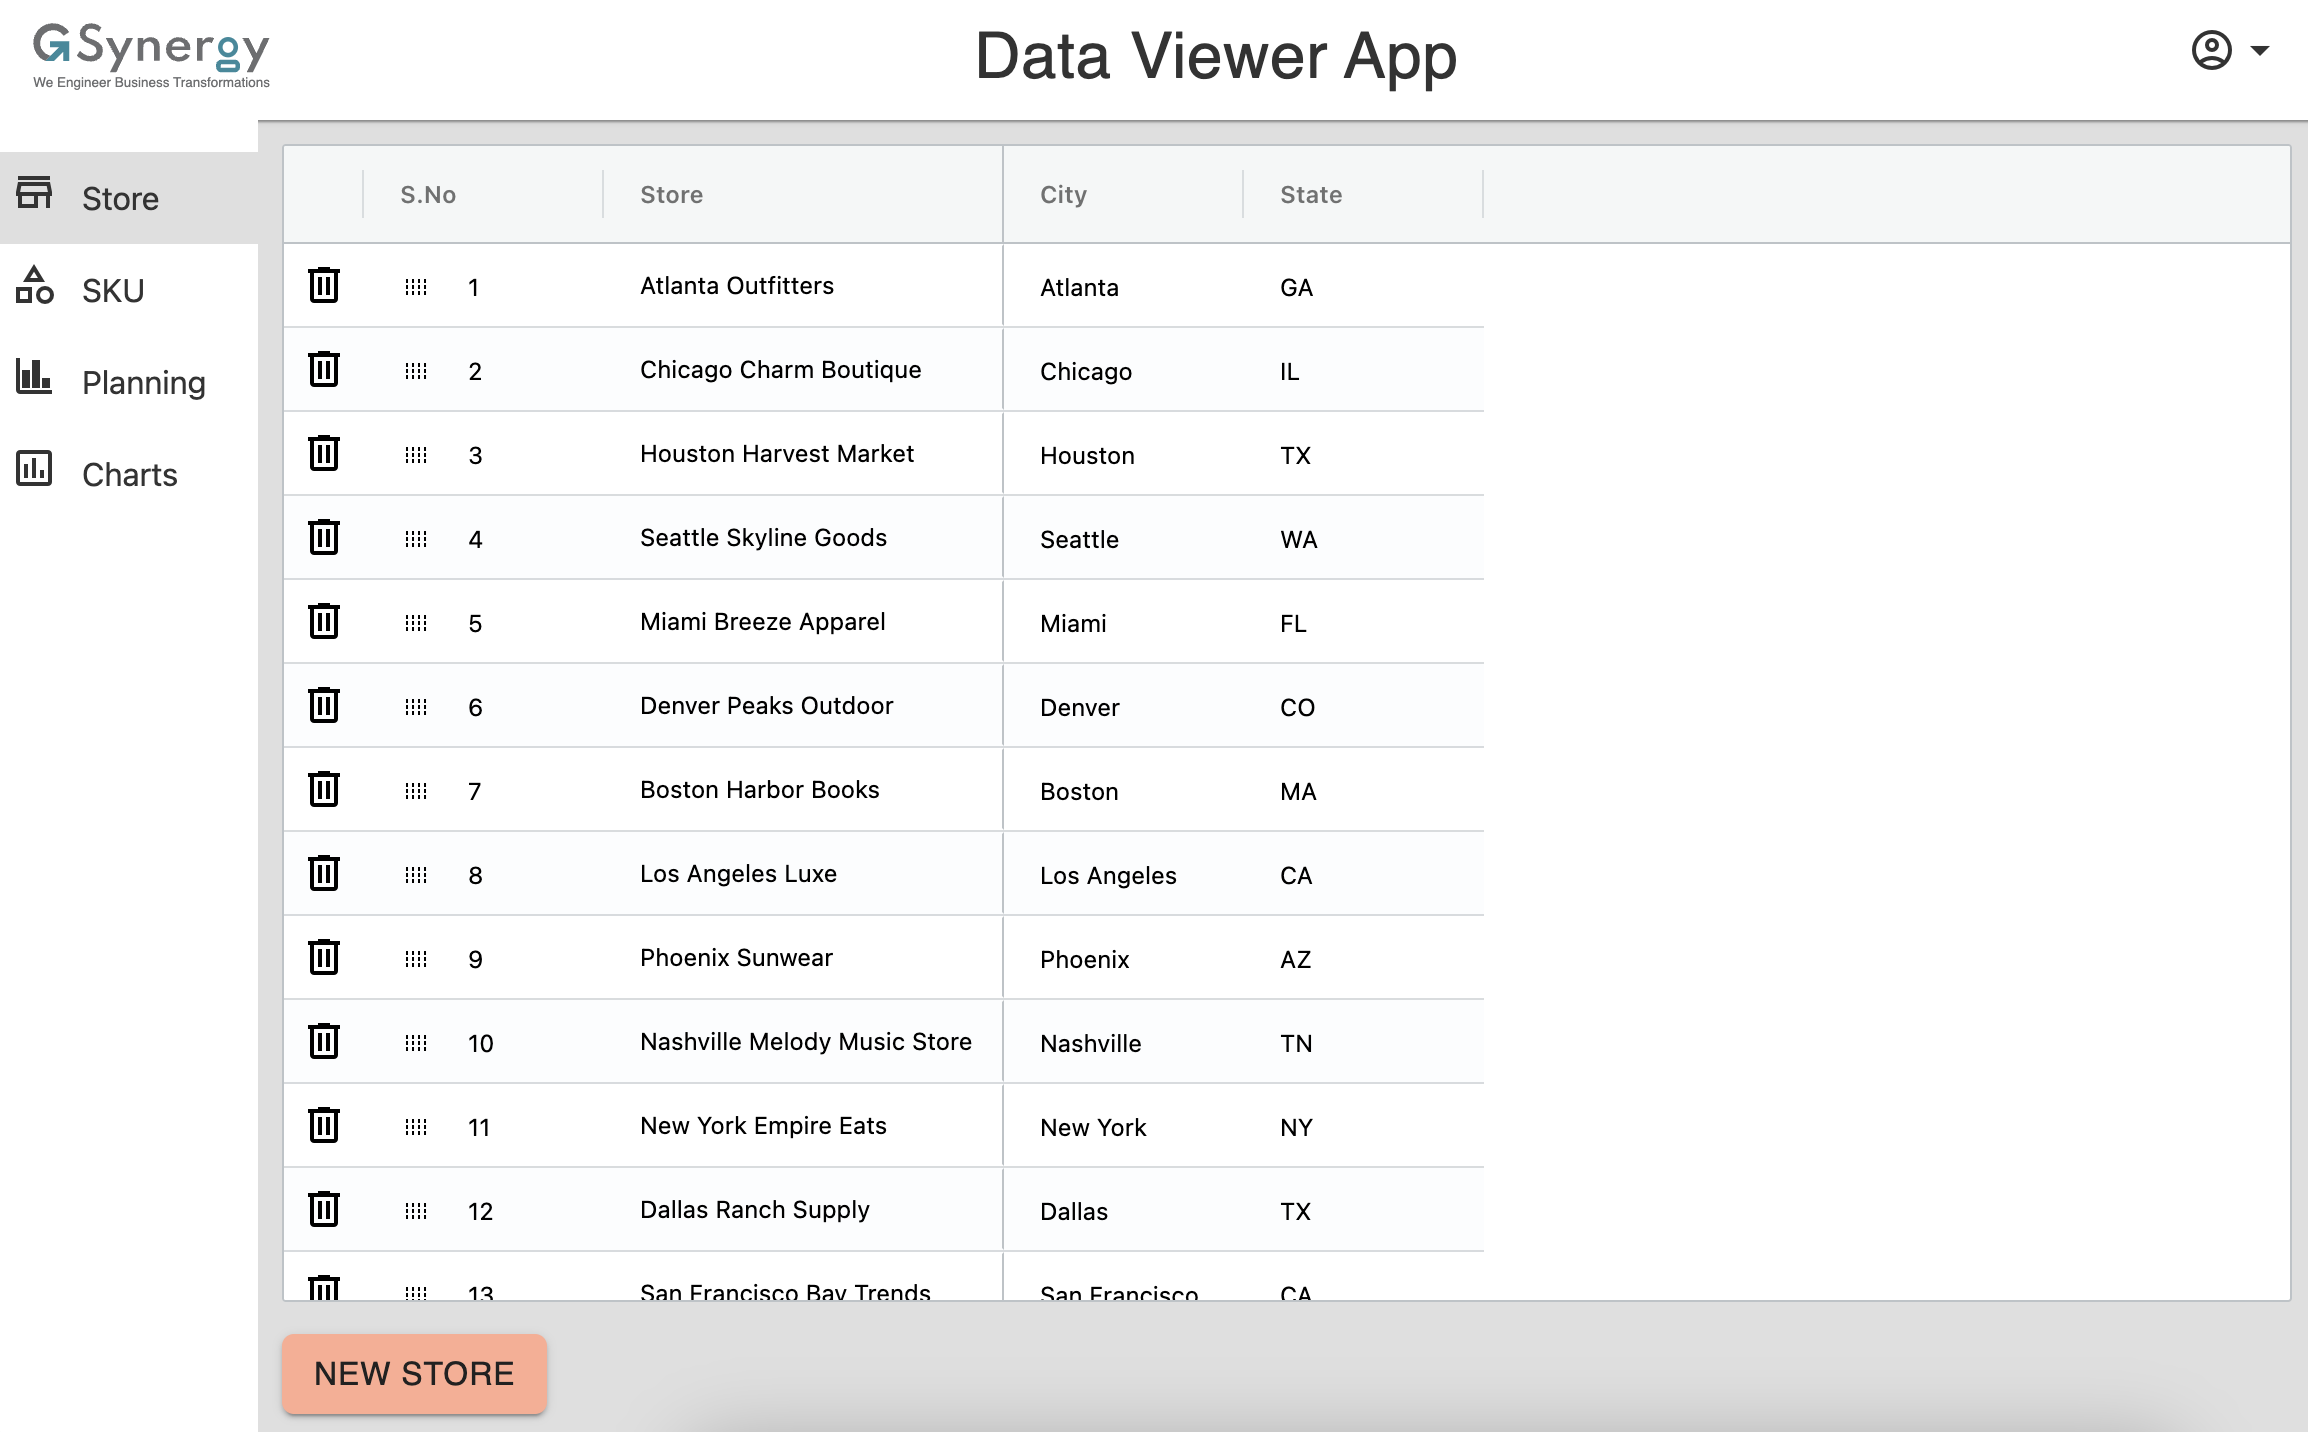 GSynergy
We Engineer Business Transformations
Data Viewer App
Store
SKU
Planning
Charts
S.No Store City State
1 Atlanta Outfitters Atlanta GA
2 Chicago Charm Boutique Chicago IL
3 Houston Harvest Market Houston TX
4 Seattle Skyline Goods Seattle WA
5 Miami Breeze Apparel Miami FL
6 Denver Peaks Outdoor Denver CO
7 Boston Harbor Books Boston MA
8 Los Angeles Luxe Los Angeles CA
9 Phoenix Sunwear Phoenix AZ
10 Nashville Melody Music Store Nashville TN
11 New York Empire Eats New York NY
12 Dallas Ranch Supply Dallas TX
13 San Francisco Bay Trends San Francisco CA
NEW STORE